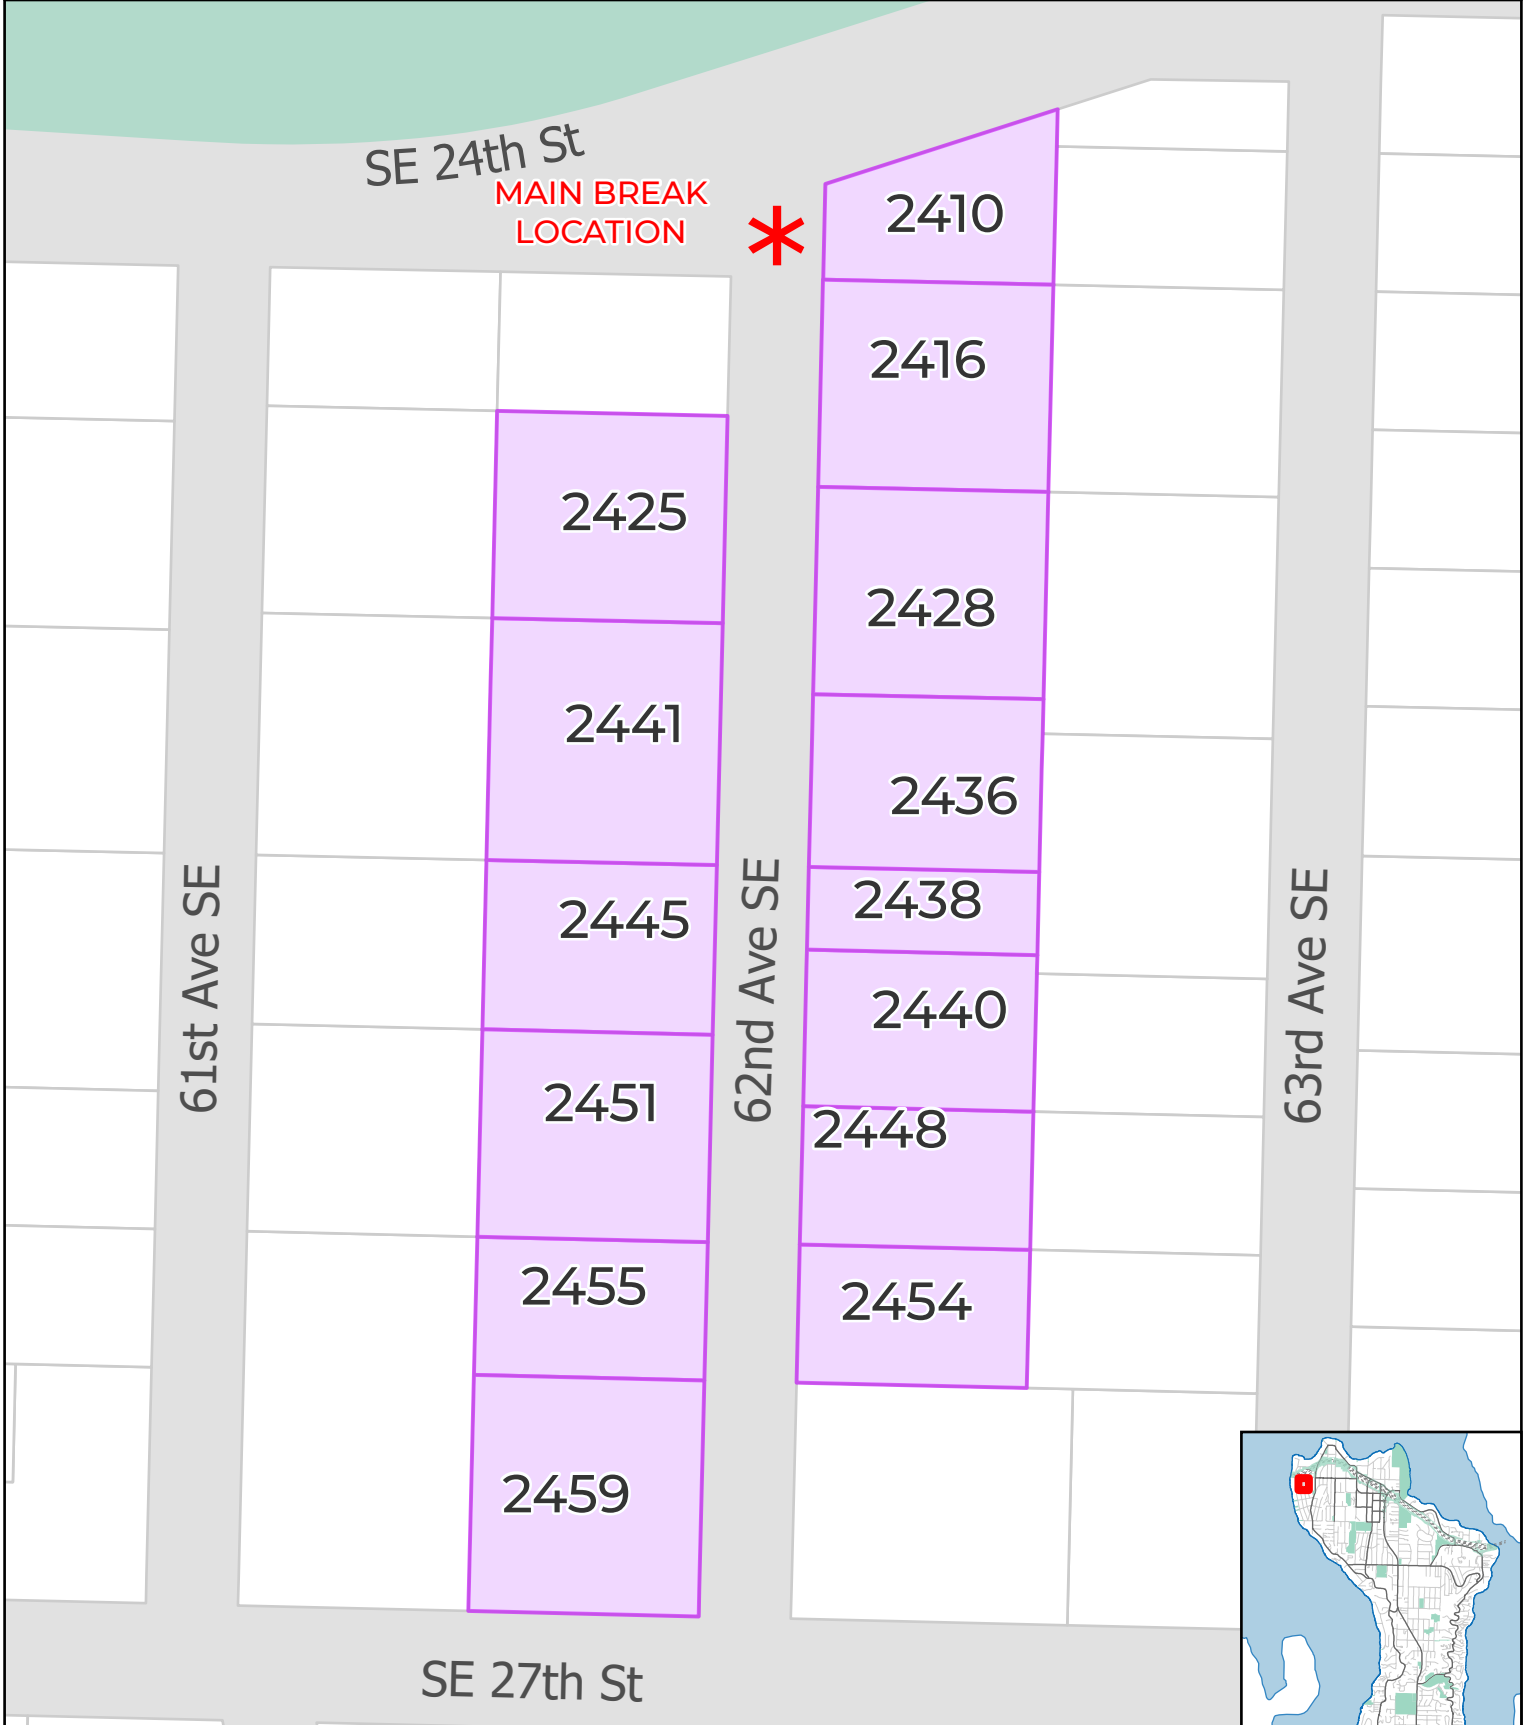 SE 24th St
MAIN BREAK
LOCATION
2410
2416
2425
2428
2441
2436
2438
2445
2440
2451
2448
2455
2454
2459
61st Ave SE
62nd Ave SE
63rd Ave SE
SE 27th St